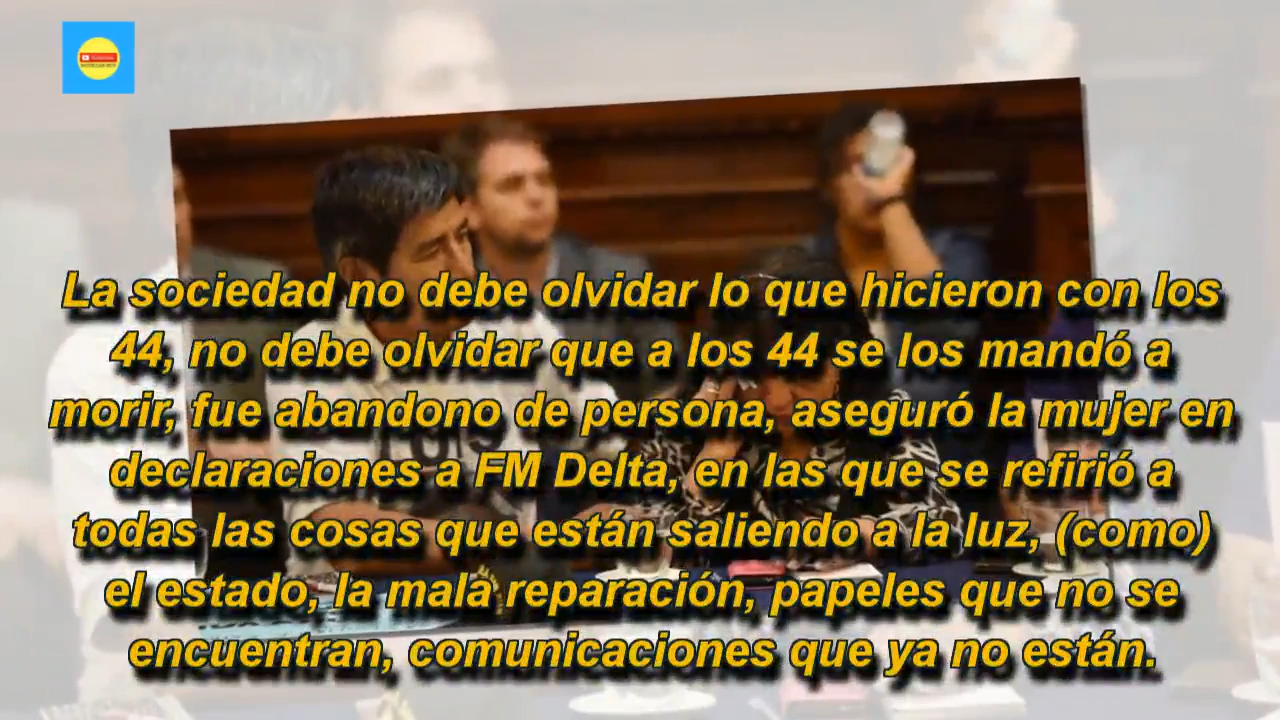 La sociedad no debe olvidar lo que hicieron con los
44, no debe olvidar que a los 44 se los mandó a
morir, fue abandono de persona, aseguró la mujer en
declaraciones a FM Delta, en las que se refirió a
todas las cosas que están saliendo a la luz, (como)
el estado, la mala reparación, papeles que no se
encuentran, comunicaciones que ya no están.